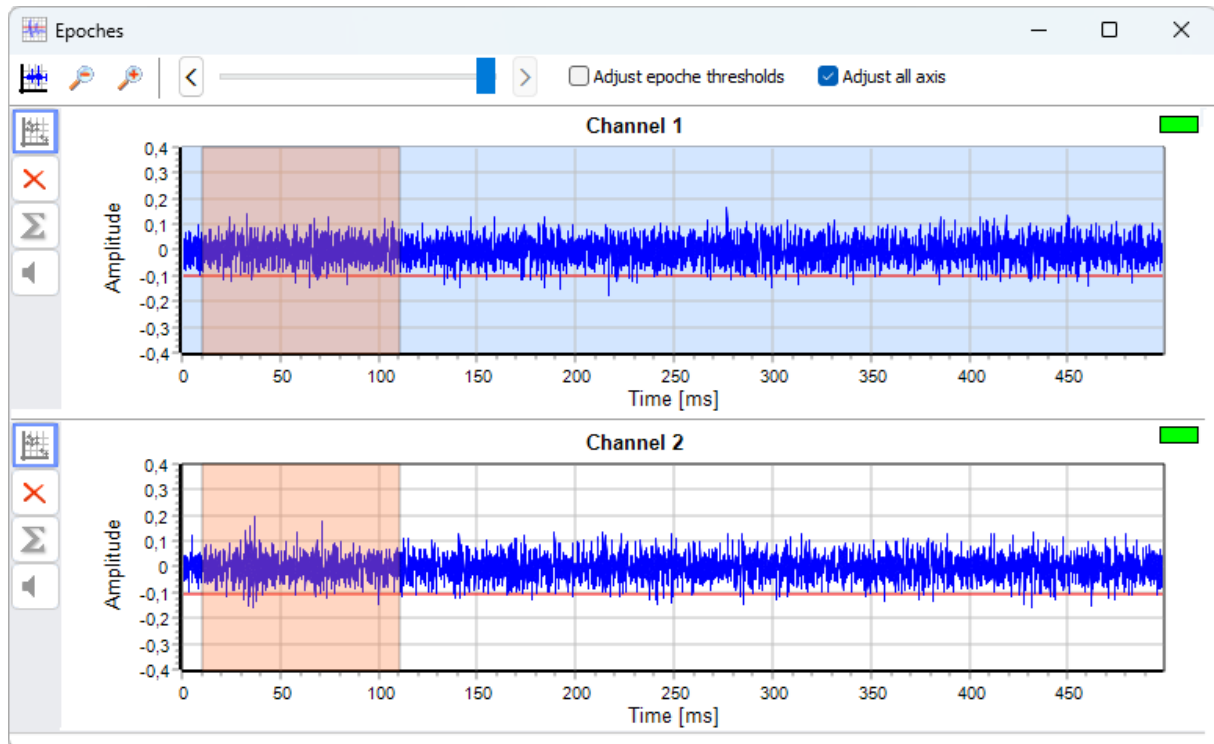 Epoches
Adjust epoche thresholds
Adjust all axis
Channel 1
Amplitude
0,4
0,3
0,2
0,1
0
-0,1
-0,2
-0,3
-0,4
0 50 100 150 200 250 300 350 400 450
Time [ms]
Channel 2
Amplitude
0,4
0,3
0,2
0,1
0
-0,1
-0,2
-0,3
-0,4
0 50 100 150 200 250 300 350 400 450
Time [ms]